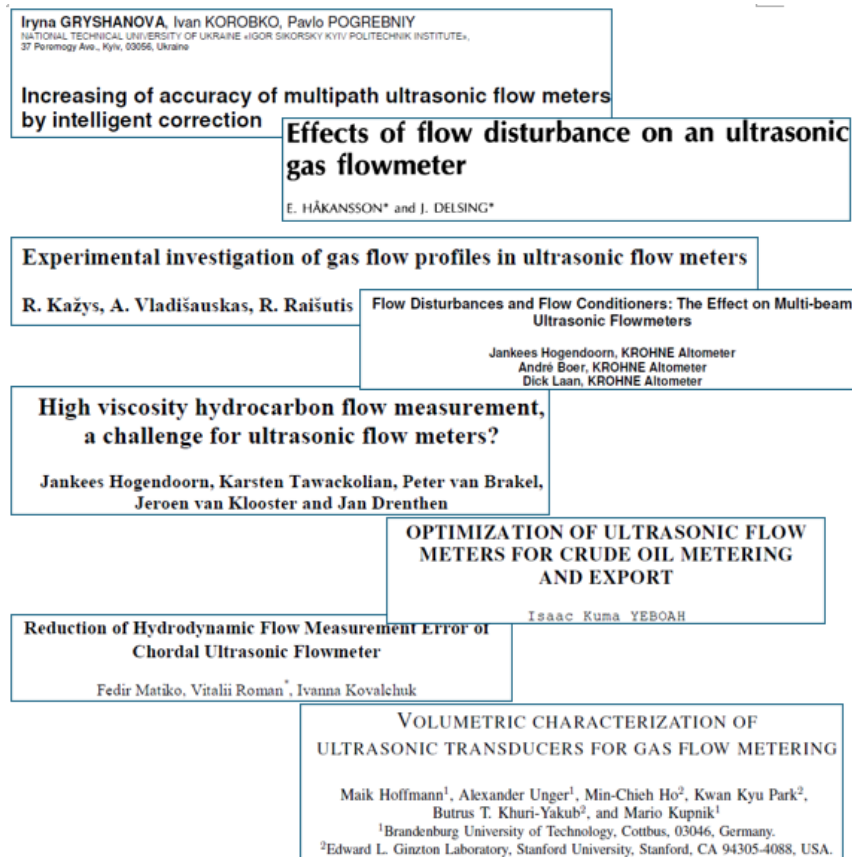 Iryna GRYSHANOVA, Ivan KOROBKO, Pavlo POGREBNIY
NATIONAL TECHNICAL UNIVERSITY OF UKRAINE «IGOR SIKORSKY KYIV POLITECHNIK INSTITUTE»,
37 Peromogy Ave., Kyiv, 03056, Ukraine
Increasing of accuracy of multipath ultrasonic flow meters
by intelligent correction
Effects of flow disturbance on an ultrasonic
gas flowmeter
E. HÅKANSSON* and J. DELSING*
Experimental investigation of gas flow profiles in ultrasonic flow meters
R. Kažys, A. Vladišauskas, R. Raišutis
Flow Disturbances and Flow Conditioners: The Effect on Multi-beam
Ultrasonic Flowmeters
Jankees Hogendoorn, KROHNE Altometer
André Boer, KROHNE Altometer
Dick Laan, KROHNE Altometer
High viscosity hydrocarbon flow measurement,
a challenge for ultrasonic flow meters?
Jankees Hogendoorn, Karsten Tawackolian, Peter van Brakel,
Jeroen van Klooster and Jan Drenthen
OPTIMIZATION OF ULTRASONIC FLOW
METERS FOR CRUDE OIL METERING
AND EXPORT
Isaac Kuma YEBOAH
Reduction of Hydrodynamic Flow Measurement Error of
Chordal Ultrasonic Flowmeter
Fedir Matiko, Vitalii Roman*, Ivanna Kovalchuk
VOLUMETRIC CHARACTERIZATION OF
ULTRASONIC TRANSDUCERS FOR GAS FLOW METERING
Maik Hoffmann¹, Alexander Unger¹, Min-Chieh Ho², Kwan Kyu Park²,
Butrus T. Khuri-Yakub², and Mario Kupnik¹
¹Brandenburg University of Technology, Cottbus, 03046, Germany.
²Edward L. Ginzton Laboratory, Stanford University, Stanford, CA 94305-4088, USA.